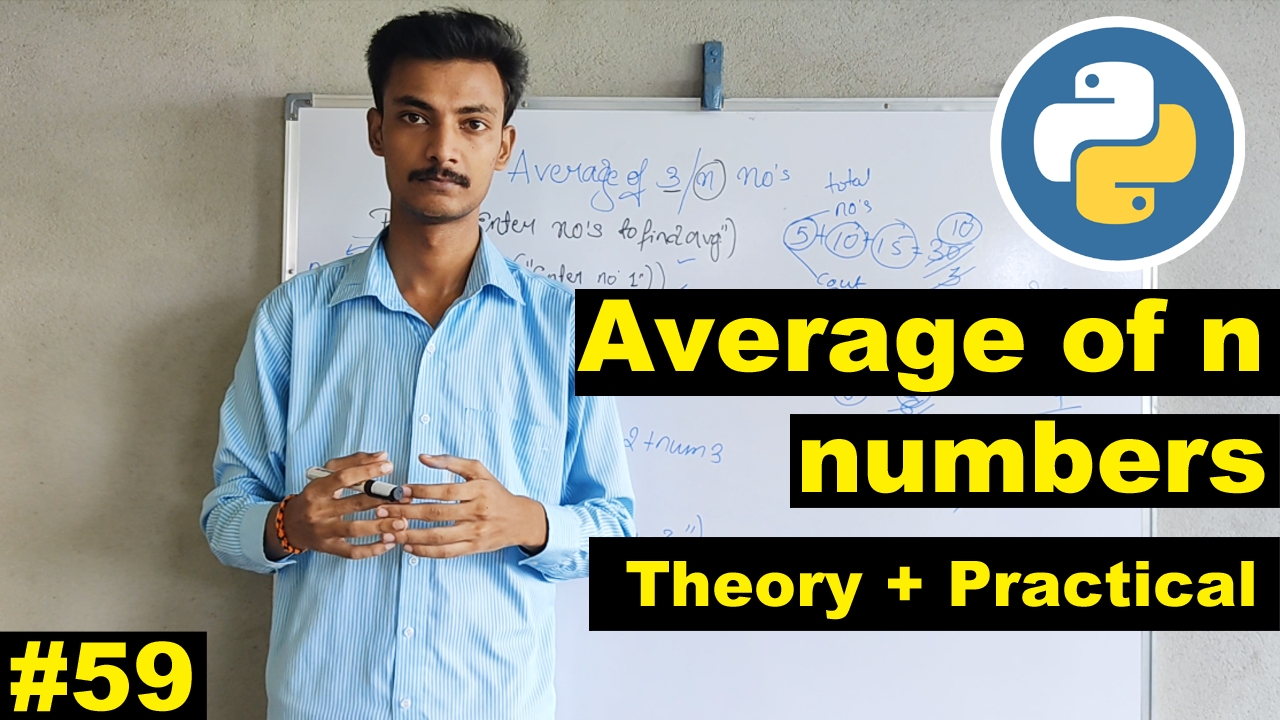 Average of 3/n no's
total
no's
Enter no's to find avg")
5+10+15=30
10
3
("Enter no 1"))
Average of n
numbers
2+num3
Theory + Practical
#59